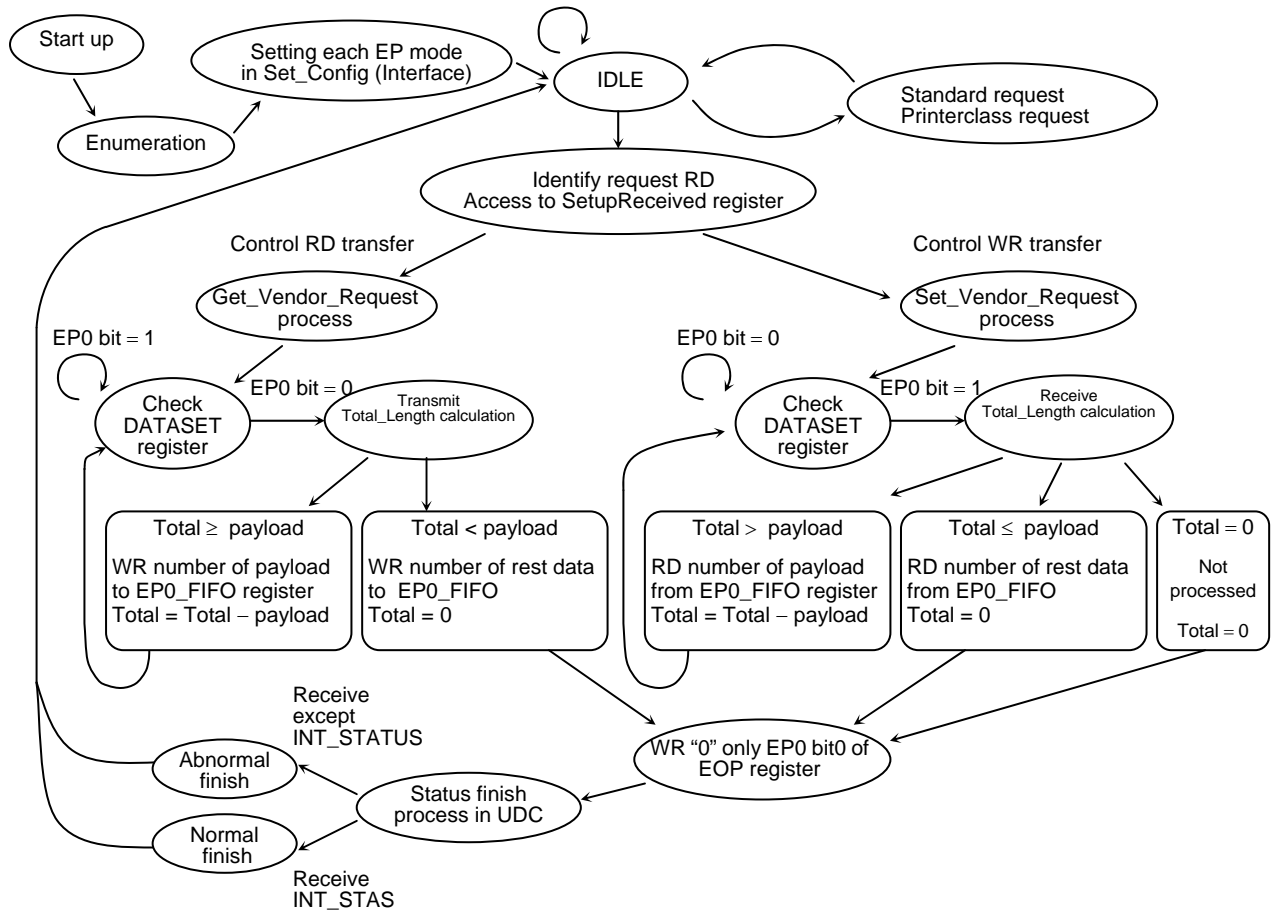 Start up
Setting each EP mode
in Set_Config (Interface)
IDLE
Standard request
Printerclass request
Enumeration
Identify request RD
Access to SetupReceived register
Control RD transfer
Control WR transfer
Get_Vendor_Request
process
Set_Vendor_Request
process
EP0 bit = 1
EP0 bit = 0
Check
DATASET
register
EP0 bit = 0
Transmit
Total_Length calculation
Check
DATASET
register
EP0 bit = 1
Receive
Total_Length calculation
Total ≥ payload
WR number of payload
to EP0_FIFO register
Total = Total − payload
Total < payload
WR number of rest data
to EP0_FIFO
Total = 0
Total > payload
RD number of payload
from EP0_FIFO register
Total = Total − payload
Total ≤ payload
RD number of rest data
from EP0_FIFO
Total = 0
Total = 0
Not
processed
Total = 0
Receive
except
INT_STATUS
WR “0” only EP0 bit0 of
EOP register
Abnormal
finish
Status finish
process in UDC
Normal
finish
Receive
INT_STAS